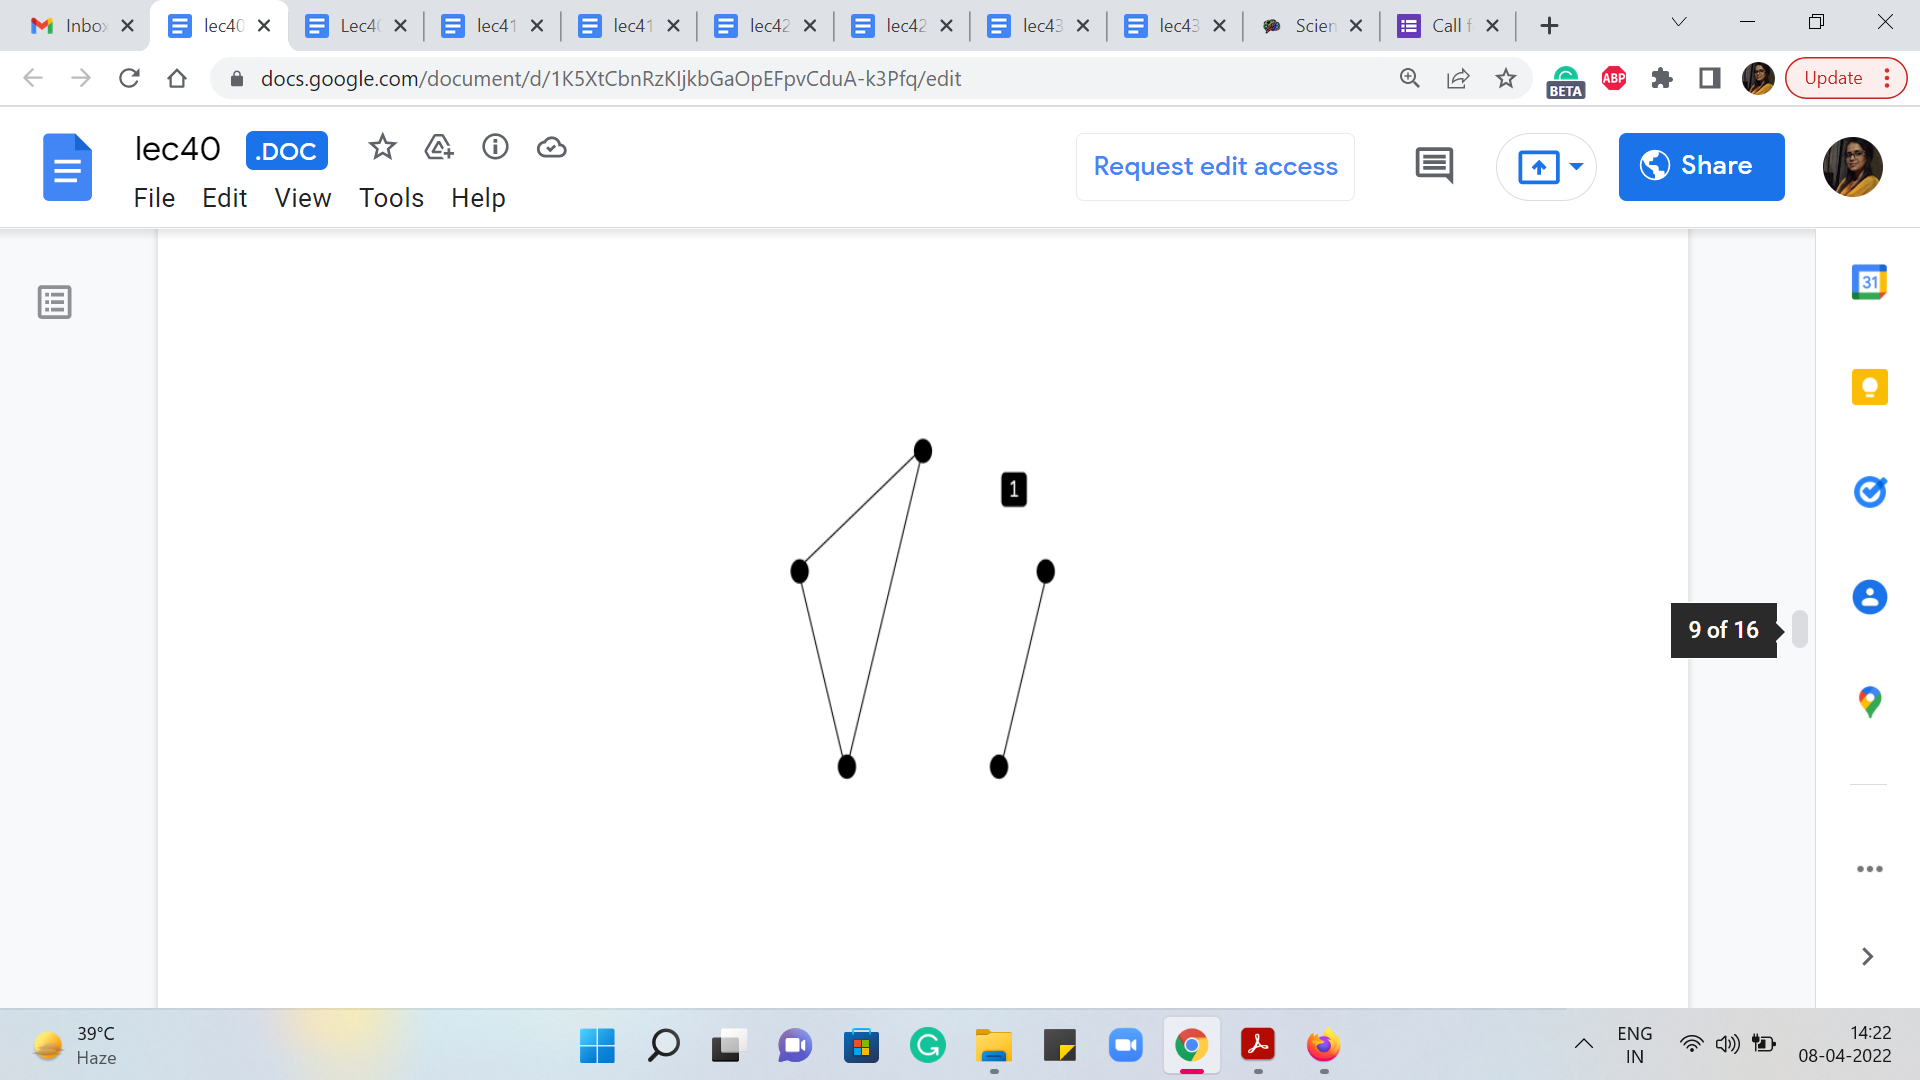 Inbox
lec40
Lec40
lec41
lec41
lec42
lec42
lec43
lec43
Scien
Call f
docs.google.com/document/d/1K5XtCbnRzKIjkbGaOpEFpvCduA-k3Pfq/edit
ABP
BETA
Update
lec40 .DOC
File Edit View Tools Help
Request edit access
Share
31
1
9 of 16
39°C
Haze
ENG
IN
14:22
08-04-2022